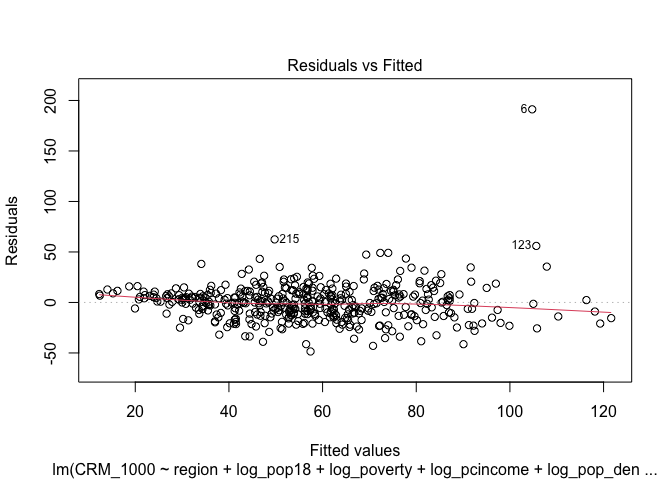 Residuals vs Fitted
Residuals
200
150
100
50
0
-50
6
215
123
20 40 60 80 100 120
Fitted values
lm(CRM_1000 ~ region + log_pop18 + log_poverty + log_pcincome + log_pop_den ...